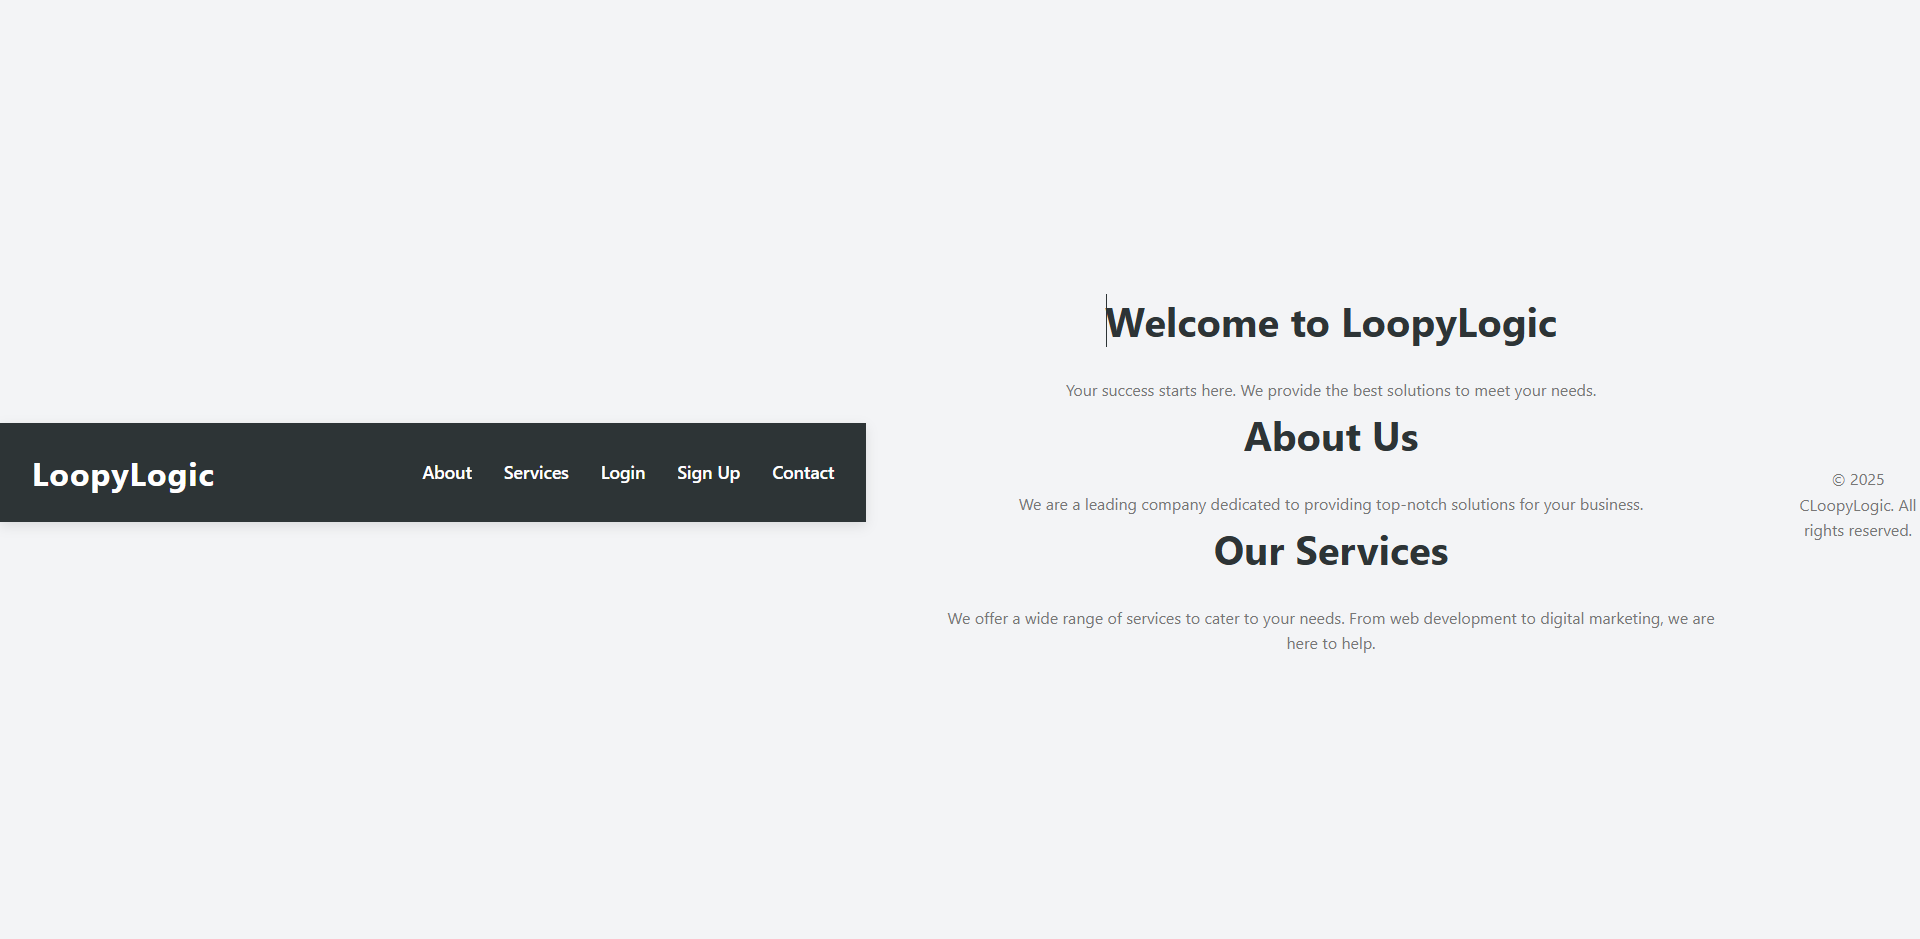 LoopyLogic
About Services Login Sign Up Contact
Welcome to LoopyLogic
Your success starts here. We provide the best solutions to meet your needs.
About Us
We are a leading company dedicated to providing top-notch solutions for your business.
Our Services
We offer a wide range of services to cater to your needs. From web development to digital marketing, we are
here to help.
© 2025
CLoopyLogic. All
rights reserved.